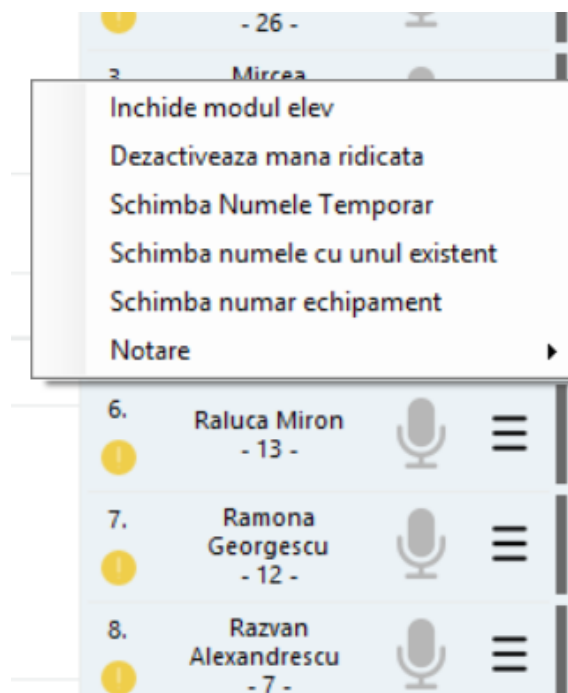 - 26 -
3.
Mircea
Inchide modul elev
Dezactiveaza mana ridicata
Schimba Numele Temporar
Schimba numele cu unul existent
Schimba numar echipament
Notare
6.
Raluca Miron
- 13 -
7.
Ramona
Georgescu
- 12 -
8.
Razvan
Alexandrescu
- 7 -